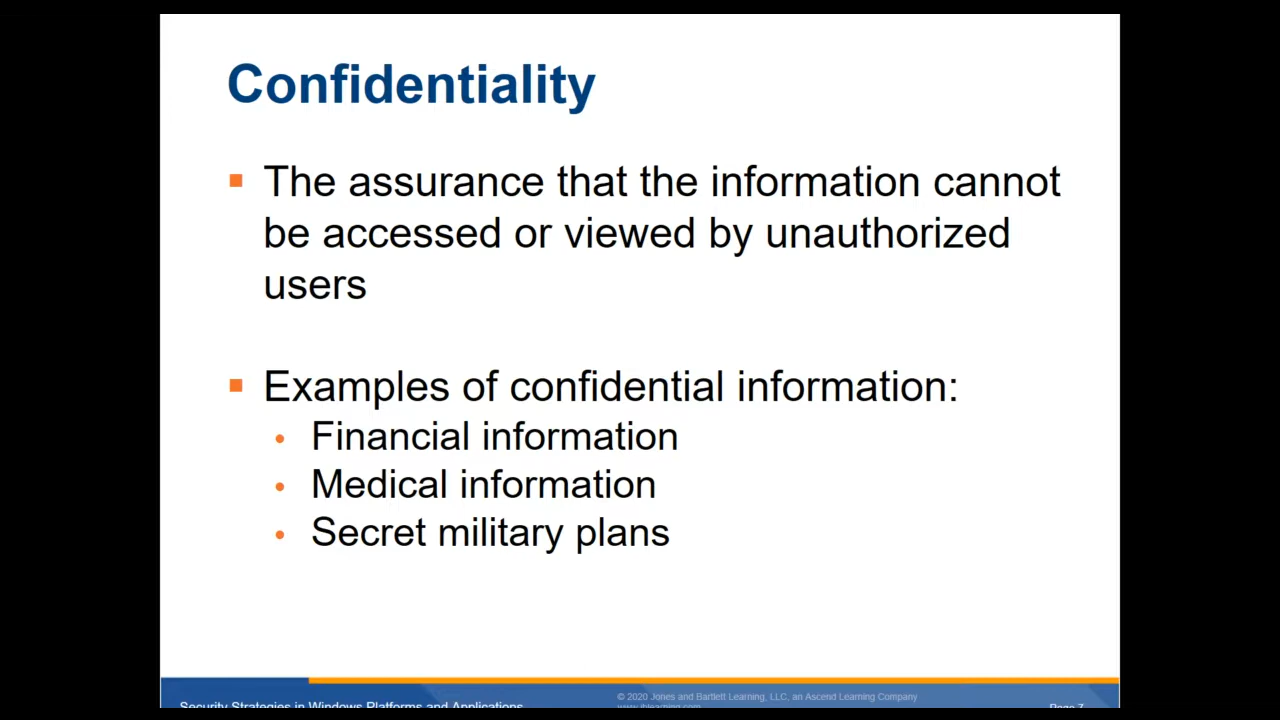 Confidentiality
The assurance that the information cannot
be accessed or viewed by unauthorized
users
Examples of confidential information:
Financial information
Medical information
Secret military plans
© 2020 Jones and Bartlett Learning, LLC, an Ascend Learning Company
www.jblearning.com
Security Strategies in Windows Platforms and Applications
Page 7